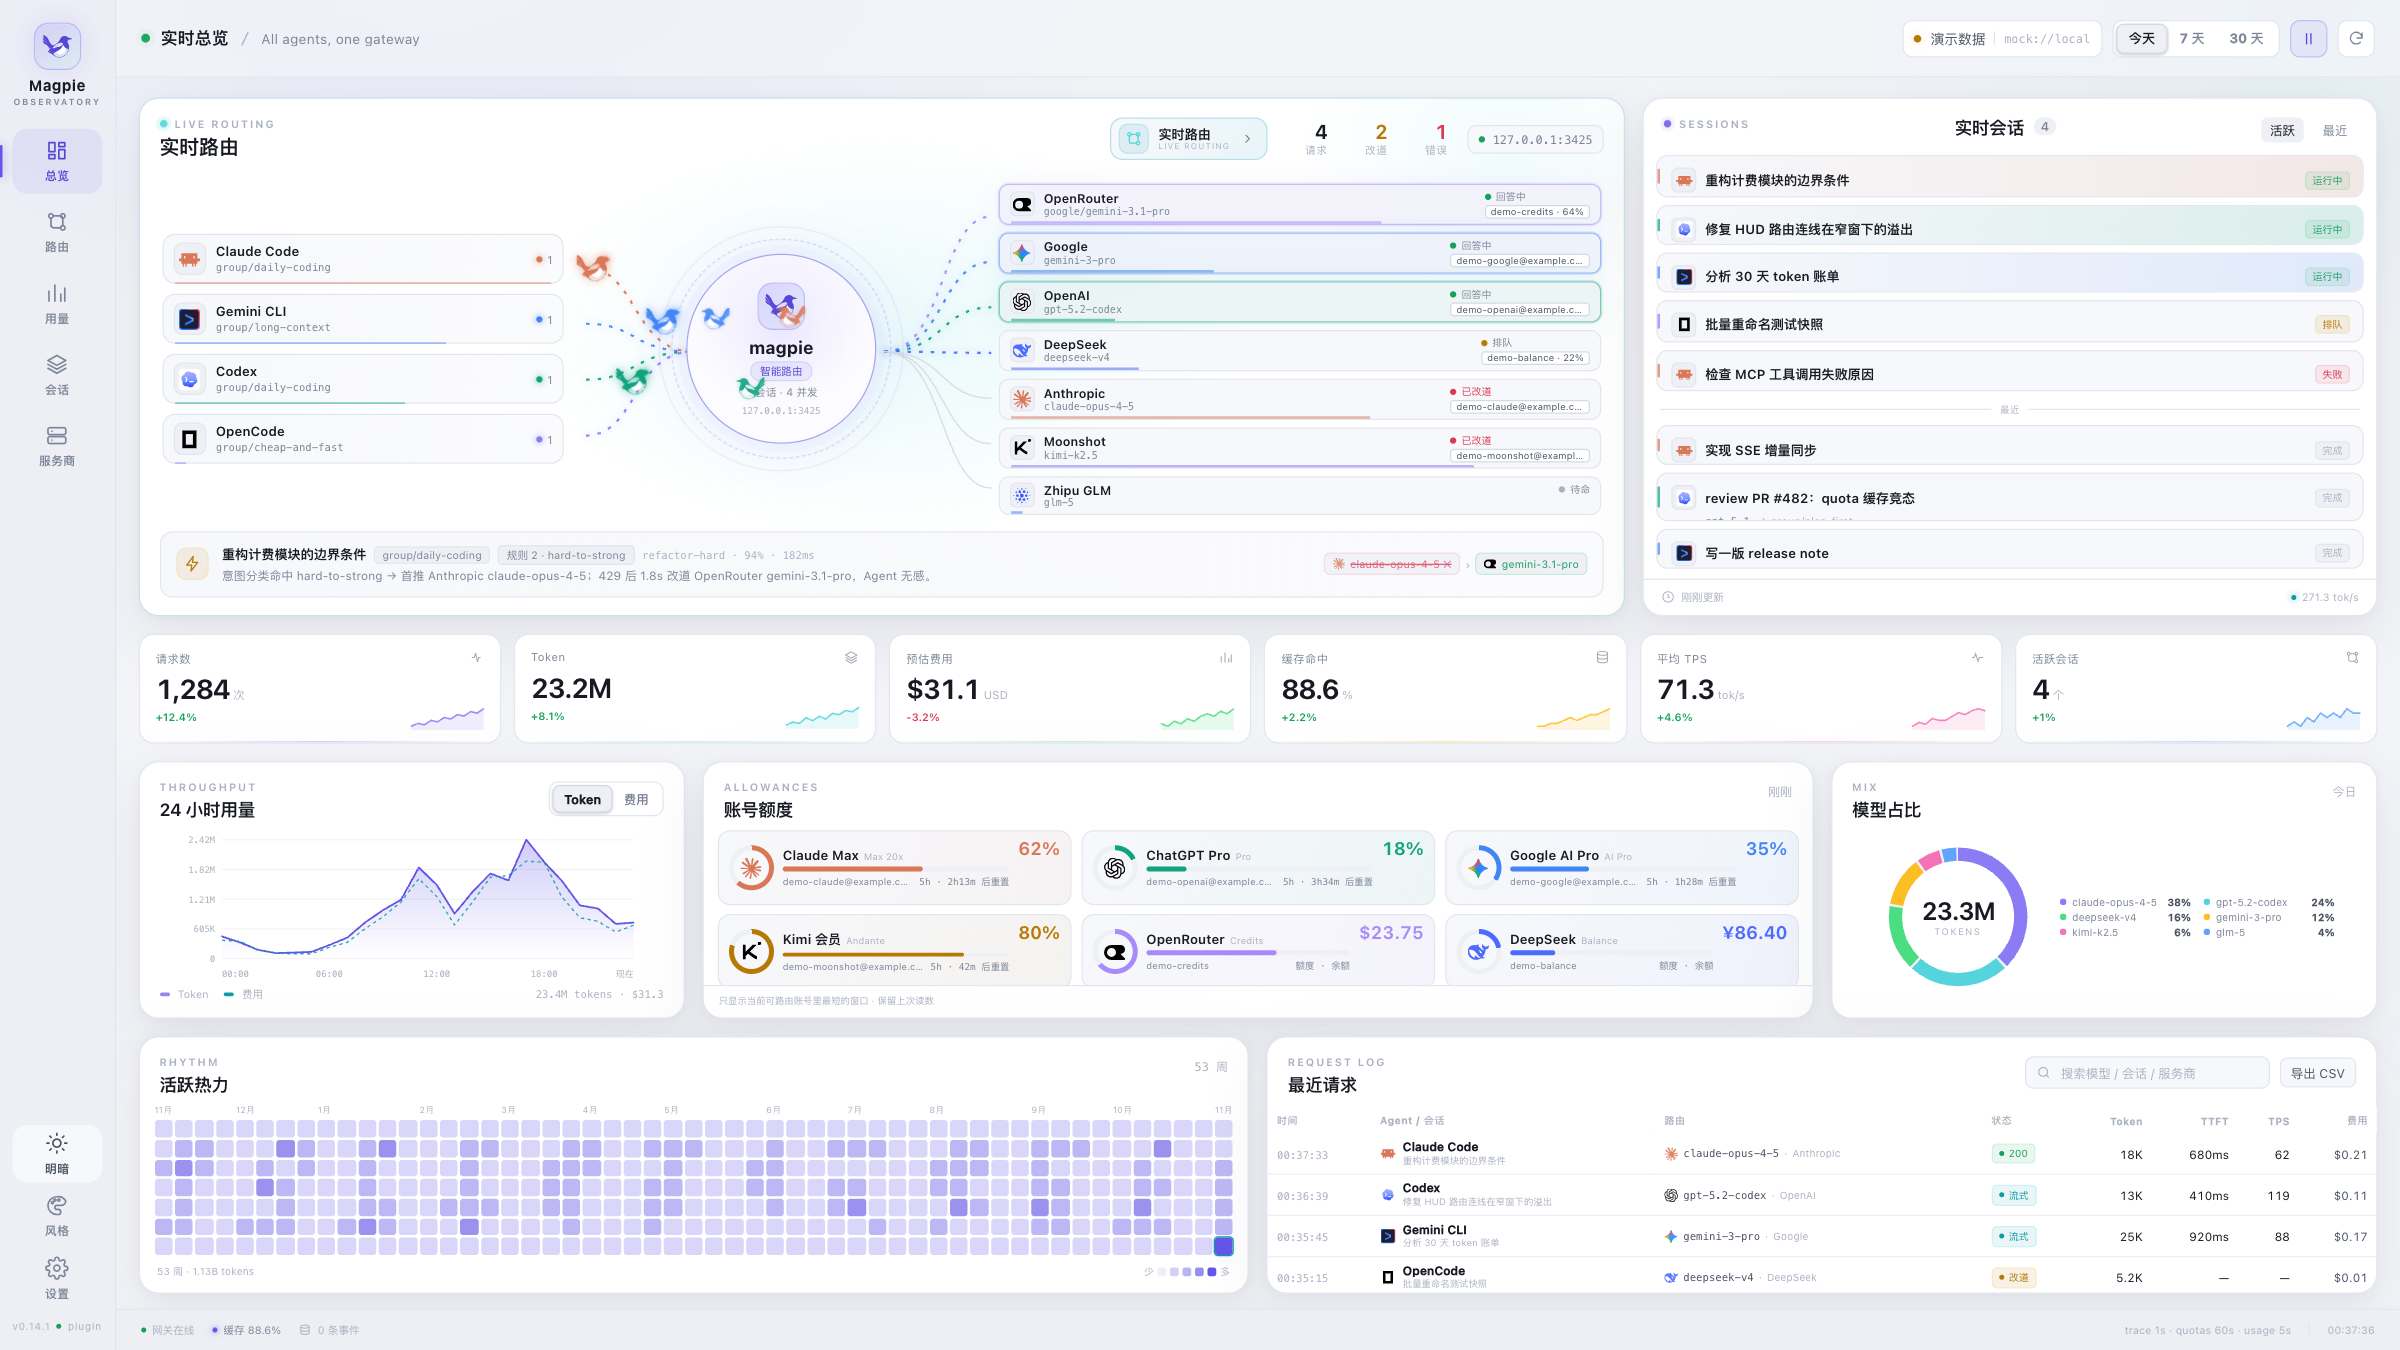 Magpie
OBSERVATORY
总览
路由
用量
会话
服务商
明暗
风格
设置
v0.14.1 plugin
实时总览 / All agents, one gateway
演示数据 mock://local
今天 7 天 30 天
LIVE ROUTING
实时路由
实时路由
LIVE ROUTING
4 请求
2 改道
1 错误
127.0.0.1:3425
Claude Code 1
group/daily-coding
Gemini CLI 1
group/long-context
Codex 1
group/daily-coding
OpenCode 1
group/cheap-and-fast
magpie
智能路由
会话 · 4 并发
127.0.0.1:3425
OpenRouter 回答中
google/gemini-3.1-pro demo-credits · 64%
Google 回答中
gemini-3-pro demo-google@example.c...
OpenAI 回答中
gpt-5.2-codex demo-openai@example.c...
DeepSeek 排队
deepseek-v4 demo-balance · 22%
Anthropic 已改道
claude-opus-4-5 demo-claude@example.c...
Moonshot 已改道
kimi-k2.5 demo-moonshot@exampl...
Zhipu GLM 待命
glm-5
重构计费模块的边界条件 group/daily-coding 规则 2 · hard-to-strong refactor-hard · 94% · 182ms
意图分类命中 hard-to-strong → 首推 Anthropic claude-opus-4-5；429 后 1.8s 改道 OpenRouter gemini-3.1-pro，Agent 无感。
claude-opus-4-5 ✕ › gemini-3.1-pro
SESSIONS
实时会话 4
活跃 最近
重构计费模块的边界条件 运行中
修复 HUD 路由连线在窄窗下的溢出 运行中
分析 30 天 token 账单 运行中
批量重命名测试快照 排队
检查 MCP 工具调用失败原因 失败
最近
实现 SSE 增量同步 完成
review PR #482：quota 缓存竞态 完成
写一版 release note 完成
刚刚更新 271.3 tok/s
请求数
1,284 次
+12.4%
Token
23.2M
+8.1%
预估费用
$31.1 USD
-3.2%
缓存命中
88.6 %
+2.2%
平均 TPS
71.3 tok/s
+4.6%
活跃会话
4 个
+1%
THROUGHPUT
24 小时用量
Token 费用
2.42M
1.82M
1.21M
605K
0
00:00 06:00 12:00 18:00 现在
Token 费用 23.4M tokens · $31.3
ALLOWANCES
账号额度
刚刚
Claude Max Max 20x 62%
demo-claude@example.c... 5h · 2h13m 后重置
ChatGPT Pro Pro 18%
demo-openai@example.c... 5h · 3h34m 后重置
Google AI Pro AI Pro 35%
demo-google@example.c... 5h · 1h28m 后重置
Kimi 会员 Andante 80%
demo-moonshot@example.c... 5h · 42m 后重置
OpenRouter Credits $23.75
demo-credits 额度 · 余额
DeepSeek Balance ¥86.40
demo-balance 额度 · 余额
只显示当前可路由账号里最短的窗口 · 保留上次读数
MIX
模型占比
今日
23.3M
TOKENS
claude-opus-4-5 38% gpt-5.2-codex 24%
deepseek-v4 16% gemini-3-pro 12%
kimi-k2.5 6% glm-5 4%
RHYTHM
活跃热力
53 周
11月 12月 1月 2月 3月 4月 5月 6月 7月 8月 9月 10月 11月
53 周 · 1.13B tokens
少 多
REQUEST LOG
最近请求
搜索模型 / 会话 / 服务商
导出 CSV
时间 Agent / 会话 路由 状态 Token TTFT TPS 费用
00:37:33 Claude Code claude-opus-4-5 · Anthropic 200 18K 680ms 62 $0.21
重构计费模块的边界条件
00:36:39 Codex gpt-5.2-codex · OpenAI 流式 13K 410ms 119 $0.11
修复 HUD 路由连线在窄窗下的溢出
00:35:45 Gemini CLI gemini-3-pro · Google 流式 25K 920ms 88 $0.17
分析 30 天 token 账单
00:35:15 OpenCode deepseek-v4 · DeepSeek 改道 5.2K — — $0.01
批量重命名测试快照
网关在线 缓存 88.6% 0 条事件
trace 1s · quotas 60s · usage 5s 00:37:36